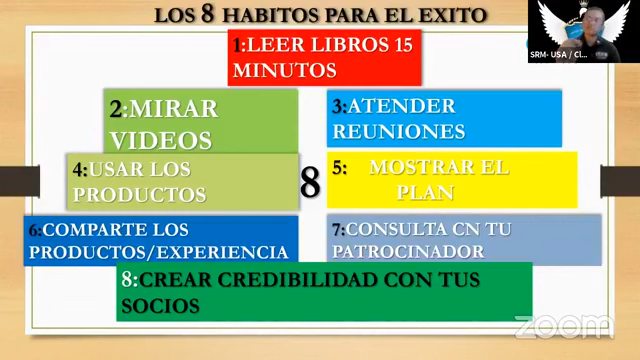 LOS 8 HABITOS PARA EL EXITO
1:LEER LIBROS 15
MINUTOS
2:MIRAR
VIDEOS
3:ATENDER
REUNIONES
4:USAR LOS
PRODUCTOS
8
5: MOSTRAR EL
PLAN
6:COMPARTE LOS
PRODUCTOS/EXPERIENCIA
7:CONSULTA CN TU
PATROCINADOR
8:CREAR CREDIBILIDAD CON TUS
SOCIOS
SRM- USA / Cl...
zoom